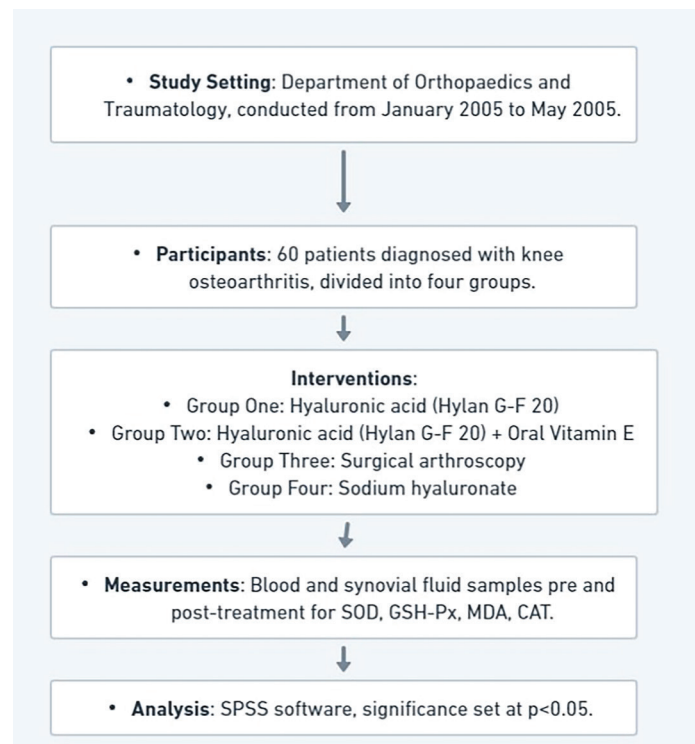 • Study Setting: Department of Orthopaedics and
Traumatology, conducted from January 2005 to May 2005.
• Participants: 60 patients diagnosed with knee
osteoarthritis, divided into four groups.
Interventions:
• Group One: Hyaluronic acid (Hylan G-F 20)
• Group Two: Hyaluronic acid (Hylan G-F 20) + Oral Vitamin E
• Group Three: Surgical arthroscopy
• Group Four: Sodium hyaluronate
• Measurements: Blood and synovial fluid samples pre and
post-treatment for SOD, GSH-Px, MDA, CAT.
• Analysis: SPSS software, significance set at p<0.05.